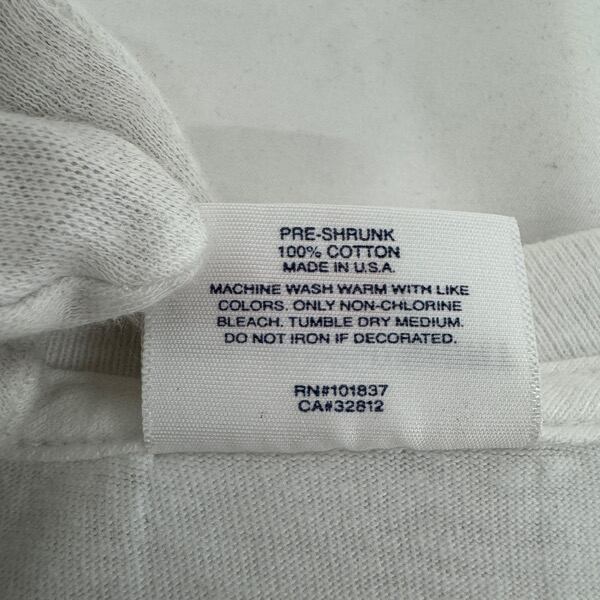 PRE-SHRUNK
100% COTTON
MADE IN U.S.A.
MACHINE WASH WARM WITH LIKE
COLORS. ONLY NON-CHLORINE
BLEACH. TUMBLE DRY MEDIUM.
DO NOT IRON IF DECORATED.
RN#101837
CA#32812